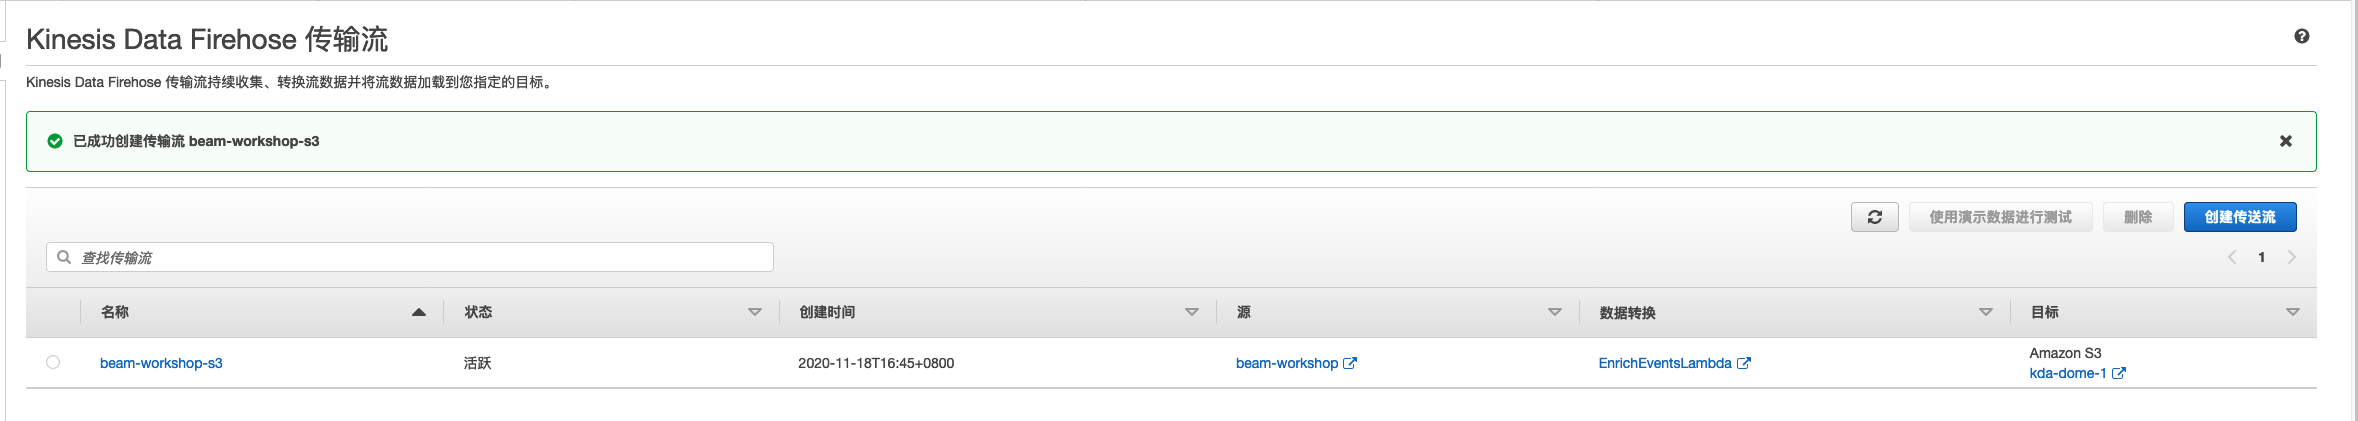 Kinesis Data Firehose 传输流
Kinesis Data Firehose 传输流持续收集、转换流数据并将流数据加载到您指定的目标。
已成功创建传输流 beam-workshop-s3
使用演示数据进行测试 删除 创建传送流
查找传输流 1
名称 状态 创建时间 源 数据转换 目标
beam-workshop-s3 活跃 2020-11-18T16:45+0800 beam-workshop EnrichEventsLambda Amazon S3
kda-dome-1